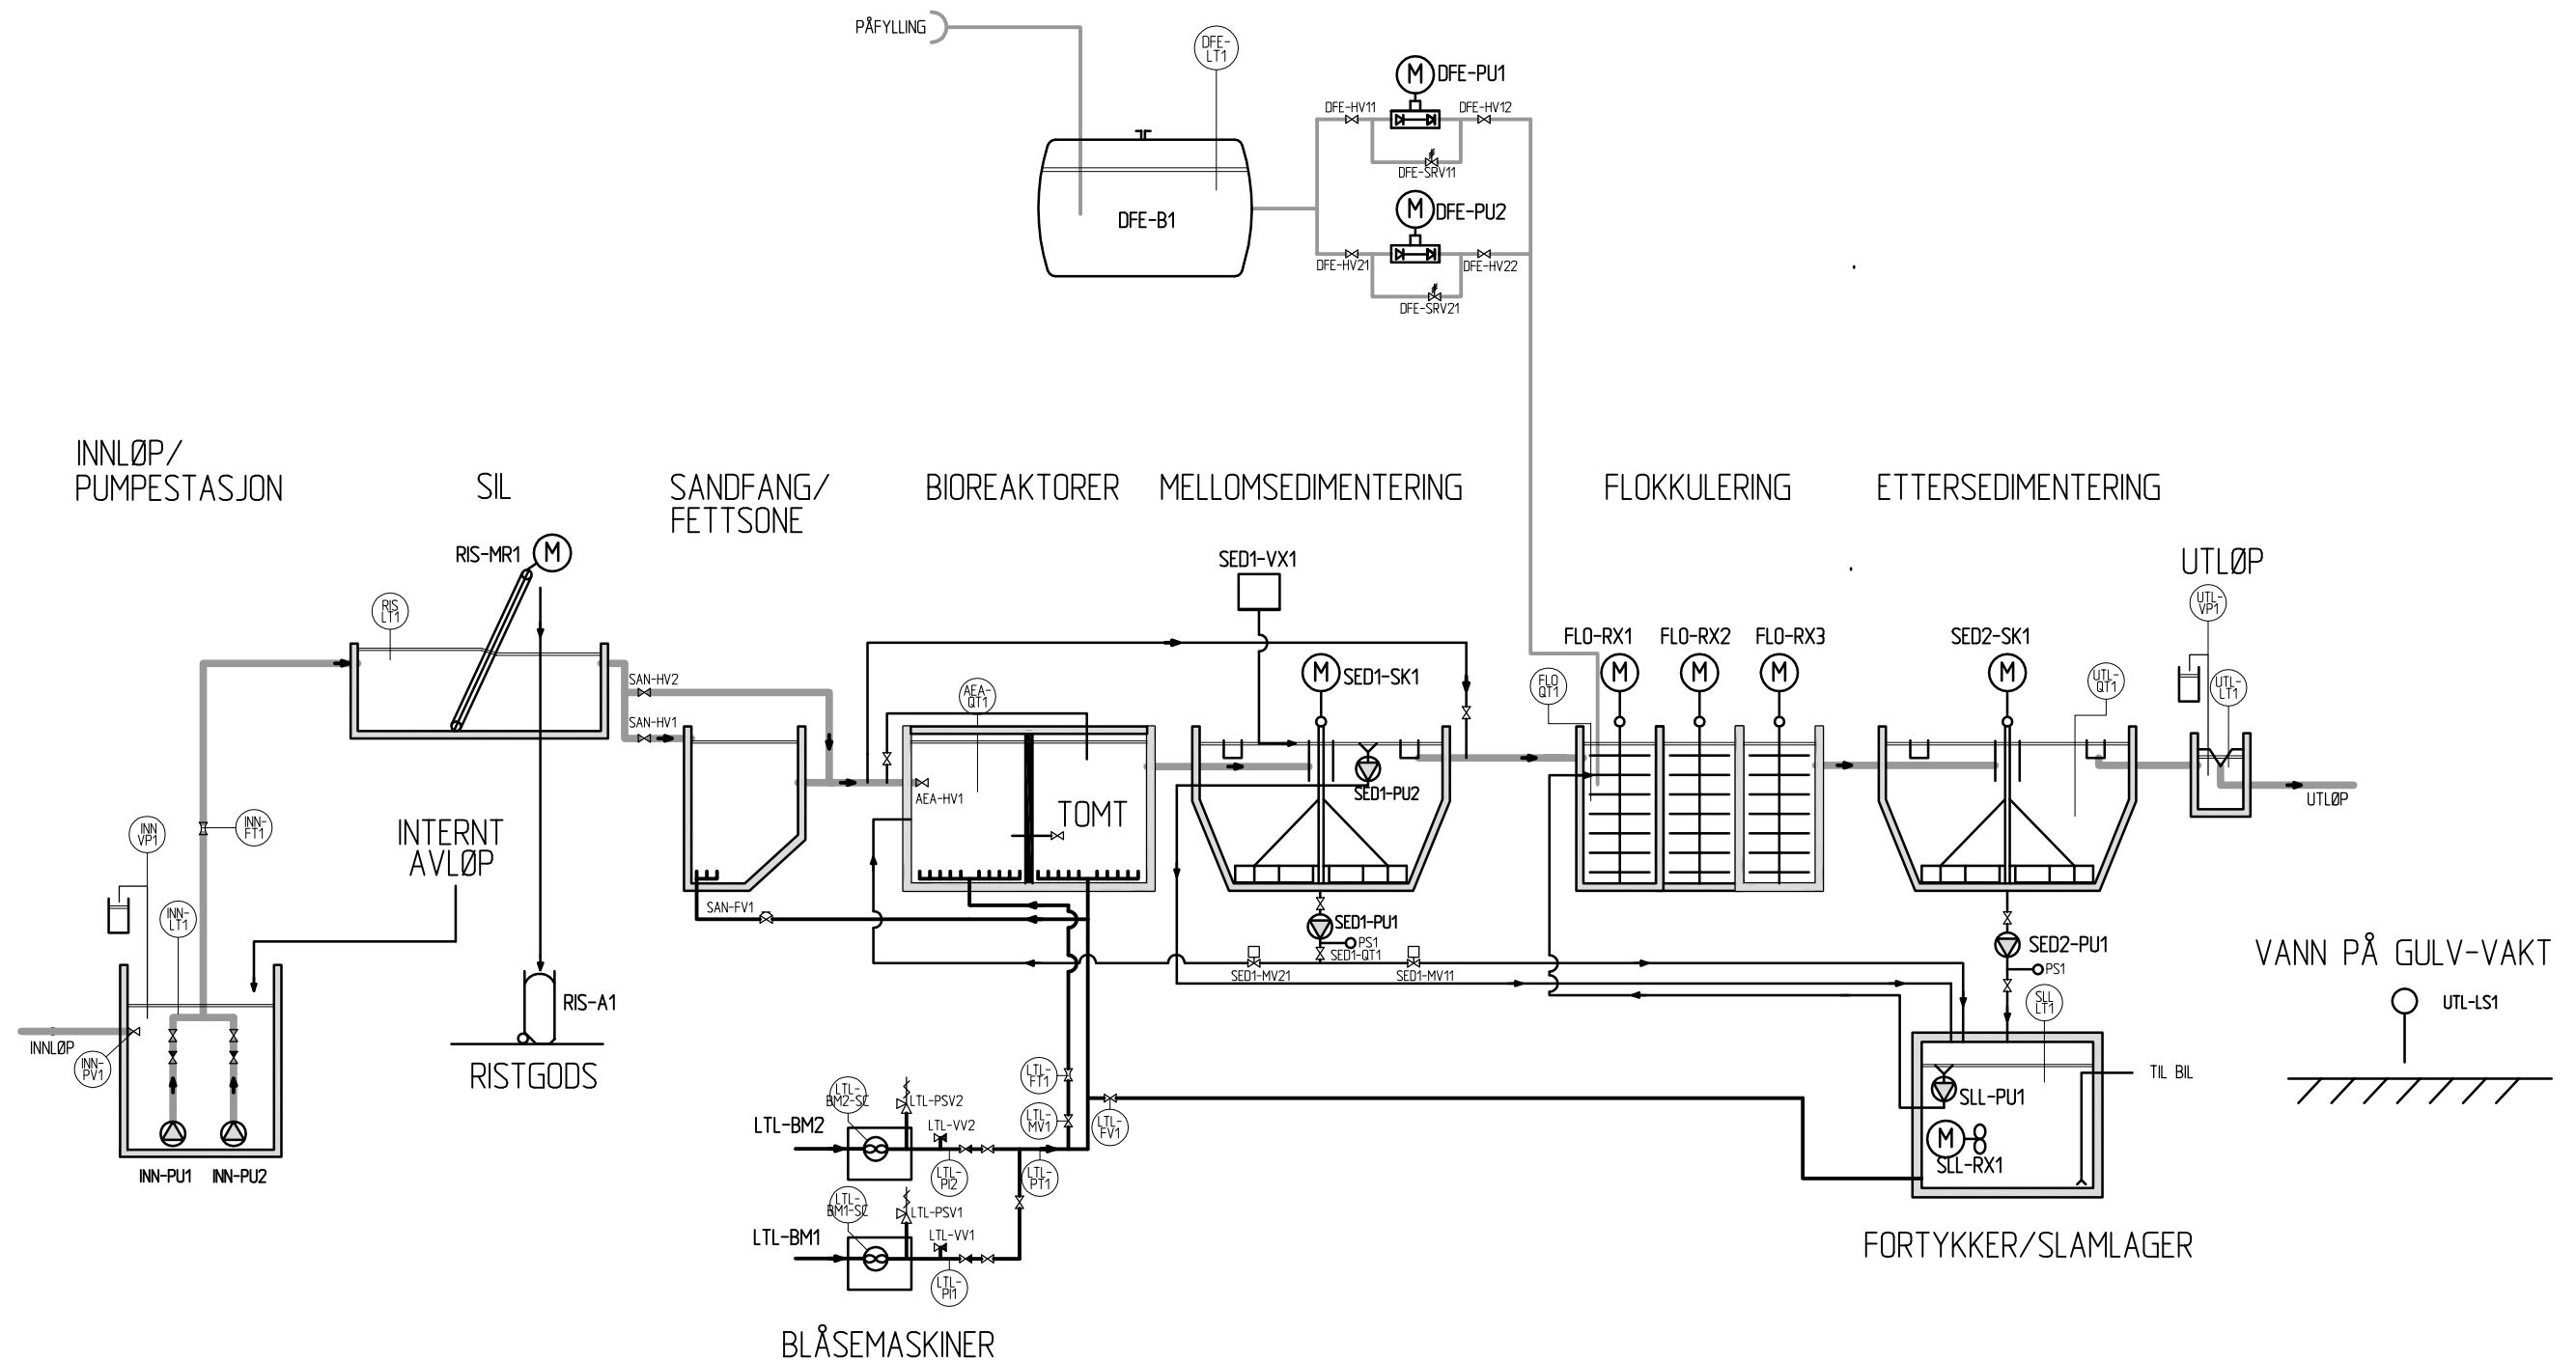 PÅFYLLING
DFE-
LT1
M
DFE-PU1
DFE-HV11
DFE-HV12
DFE-SRV11
M
DFE-PU2
DFE-B1
DFE-HV21
DFE-HV22
DFE-SRV21
INNLØP/
PUMPESTASJON
SIL
SANDFANG/
FETTSONE
BIOREAKTORER
MELLOMSEDIMENTERING
FLOKKULERING
ETTERSEDIMENTERING
UTLØP
RIS-MR1
M
RIS
LT1
SED1-VX1
UTL-
VP1
FLO-RX1
FLO-RX2
FLO-RX3
SED2-SK1
M
SED1-SK1
M
M
M
M
SAN-HV2
SAN-HV1
AEA-
QT1
FLO
QT1
UTL-
QT1
UTL-
LT1
AEA-HV1
TOMT
SED1-PU2
UTLØP
INN
VP1
INN-
FT1
INTERNT
AVLØP
INN-
LT1
SAN-FV1
SED1-PU1
PS1
SED1-QT1
SED1-MV21
SED1-MV11
SED2-PU1
PS1
VANN PÅ GULV-VAKT
UTL-LS1
RIS-A1
SLL
LT1
INNLØP
INN-
PV1
RISTGODS
LTL-
FT1
TIL BIL
LTL-
BM2-SC
LTL-PSV2
LTL-
MV1
LTL-
FV1
SLL-PU1
LTL-BM2
LTL-VV2
M
SLL-RX1
INN-PU1
INN-PU2
LTL-
PI2
LTL-
PT1
LTL-
BM1-SC
LTL-PSV1
LTL-BM1
LTL-VV1
LTL-
PI1
FORTYKKER/SLAMLAGER
BLÅSEMASKINER